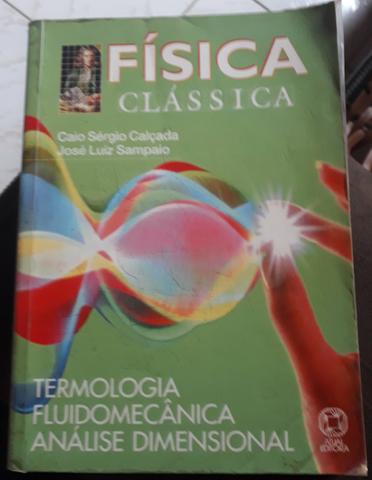 FÍSICA
CLÁSSICA
Caio Sérgio Calçada
José Luiz Sampaio
TERMOLOGIA
FLUIDOMECÂNICA
ANÁLISE DIMENSIONAL
ATUAL
EDITORA